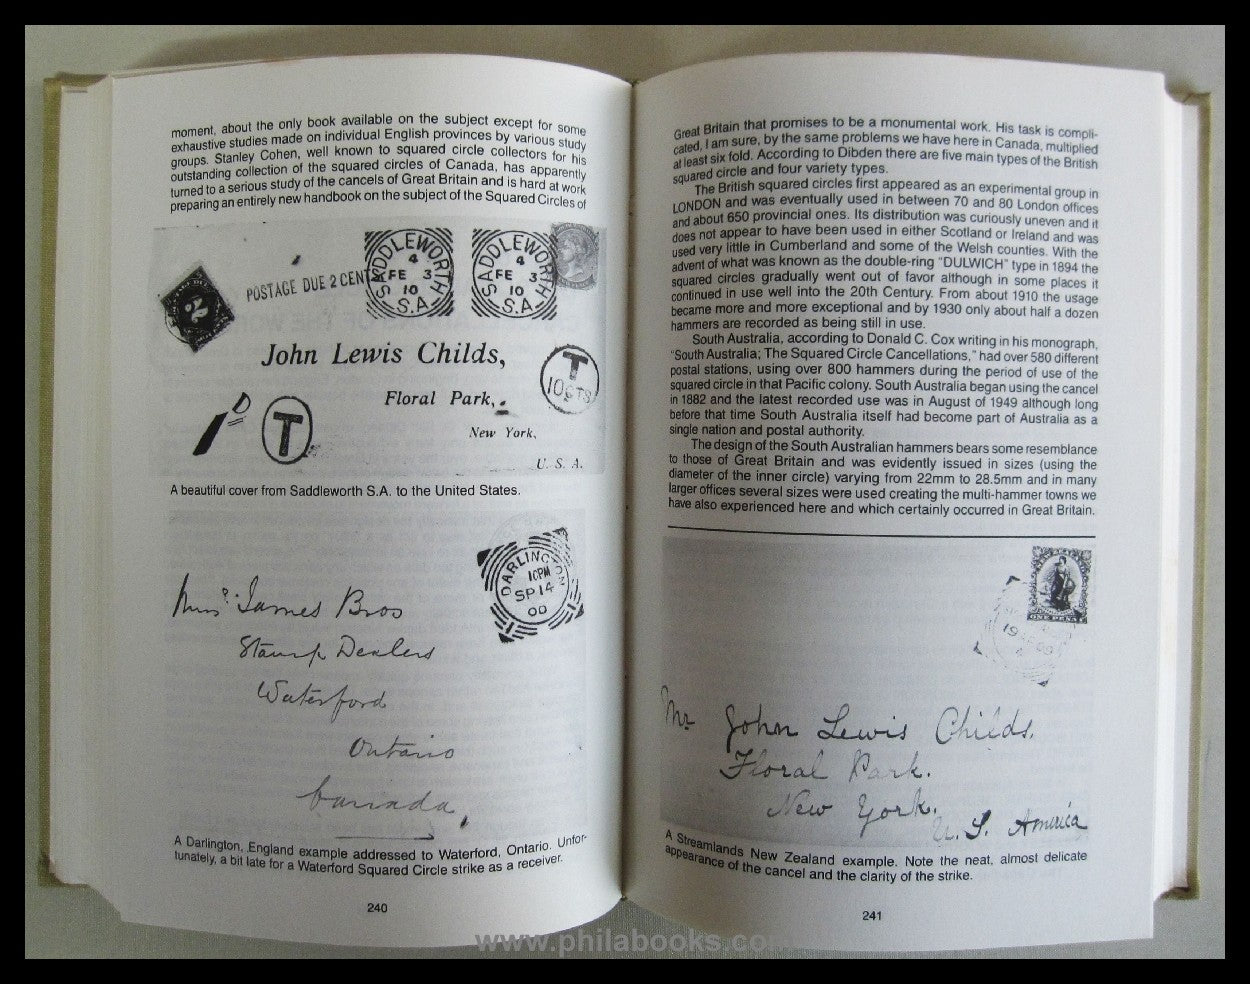 moment, about the only book available on the subject except for some
exhaustive studies made on individual English provinces by various study
groups. Stanley Cohen, well known to squared circle collectors for his
outstanding collection of the squared circles of Canada, has apparently
turned to a serious study of the cancels of Great Britain and is hard at work
preparing an entirely new handbook on the subject of the Squared Circles of
2
POSTAGE DUE 2 CENT
SADDLEWORTH
4
FE 3
10
S.A.
SADDLEWORTH
4
FE 3
10
S.A.
John Lewis Childs,
Floral Park,
New York,
U. S. A.
T
10 CTS
1D
T
A beautiful cover from Saddleworth S.A. to the United States.
DARLINGTON
10PM
SP 14
00
Messrs James Bros
Stamp Dealers
Waterford
Ontario
Canada,
A Darlington, England example addressed to Waterford, Ontario. Unfor-
tunately, a bit late for a Waterford Squared Circle strike as a receiver.
240
Great Britain that promises to be a monumental work. His task is compli-
cated, I am sure, by the same problems we have here in Canada, multiplied
at least six fold. According to Dibden there are five main types of the British
squared circle and four variety types.
The British squared circles first appeared as an experimental group in
LONDON and was eventually used in between 70 and 80 London offices
and about 650 provincial ones. Its distribution was curiously uneven and it
does not appear to have been used in either Scotland or Ireland and was
used very little in Cumberland and some of the Welsh counties. With the
advent of what was known as the double-ring "DULWICH" type in 1894 the
squared circles gradually went out of favor although in some places it
continued in use well into the 20th Century. From about 1910 the usage
became more and more exceptional and by 1930 only about half a dozen
hammers are recorded as being still in use.
South Australia, according to Donald C. Cox writing in his monograph,
"South Australia; The Squared Circle Cancellations," had over 580 different
postal stations, using over 800 hammers during the period of use of the
squared circle in that Pacific colony. South Australia began using the cancel
in 1882 and the latest recorded use was in August of 1949 although long
before that time South Australia itself had become part of Australia as a
single nation and postal authority.
The design of the South Australian hammers bears some resemblance
to those of Great Britain and was evidently issued in sizes (using the
diameter of the inner circle) varying from 22mm to 28.5mm and in many
larger offices several sizes were used creating the multi-hammer towns we
have also experienced here and which certainly occurred in Great Britain.
ONE PENNY
Mr John Lewis Childs.
Floral Park.
New York.
U. S. America
A Streamlands New Zealand example. Note the neat, almost delicate
appearance of the cancel and the clarity of the strike.
241
www.philabooks.com